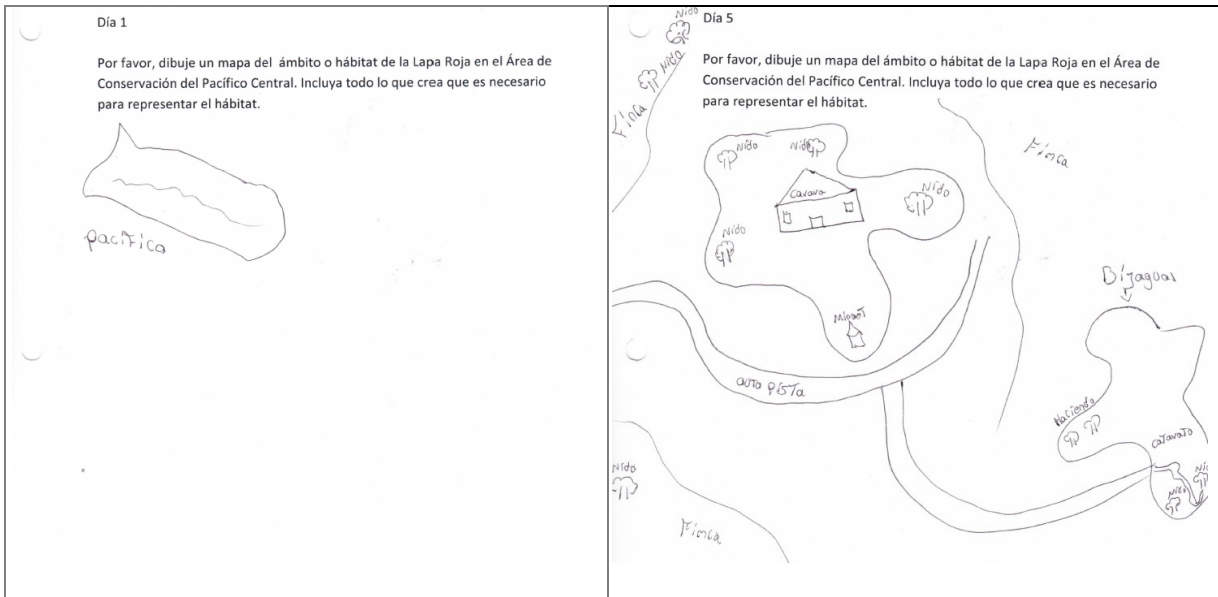 Día 1
Por favor, dibuje un mapa del ámbito o hábitat de la Lapa Roja en el Área de
Conservación del Pacífico Central. Incluya todo lo que crea que es necesario
para representar el hábitat.
pacífica
Día 5
Por favor, dibuje un mapa del ámbito o hábitat de la Lapa Roja en el Área de
Conservación del Pacífico Central. Incluya todo lo que crea que es necesario
para representar el hábitat.
Nido
Nido
Finca
Finca
Nido
Nido
Carara
Nido
Nido
auto pista
Bijagual
Hacienda
Nido
Nido
Nido
Finca